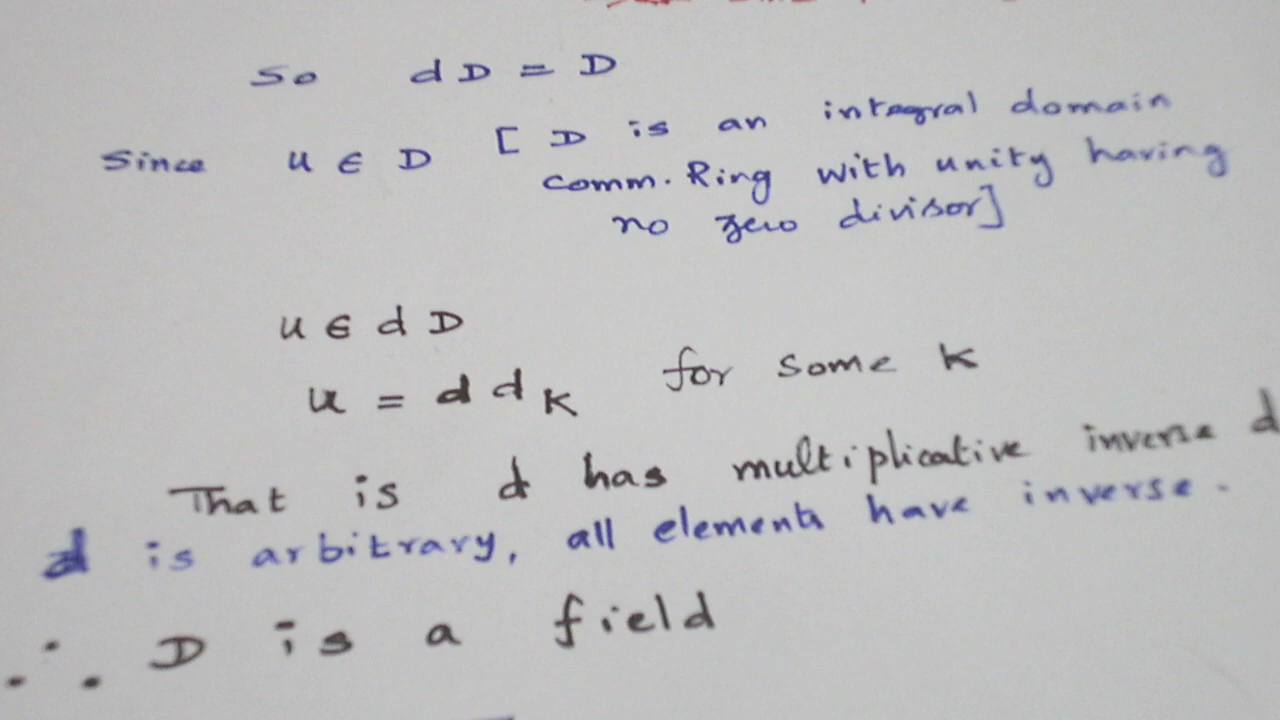 So dD = D
Since u ∈ D [ D is an integral domain
comm. Ring with unity having
no zero divisor]
u ∈ d D
u = d d_K for some K
That is d has multiplicative inverse d
d is arbitrary, all elements have inverse.
∴ D is a field